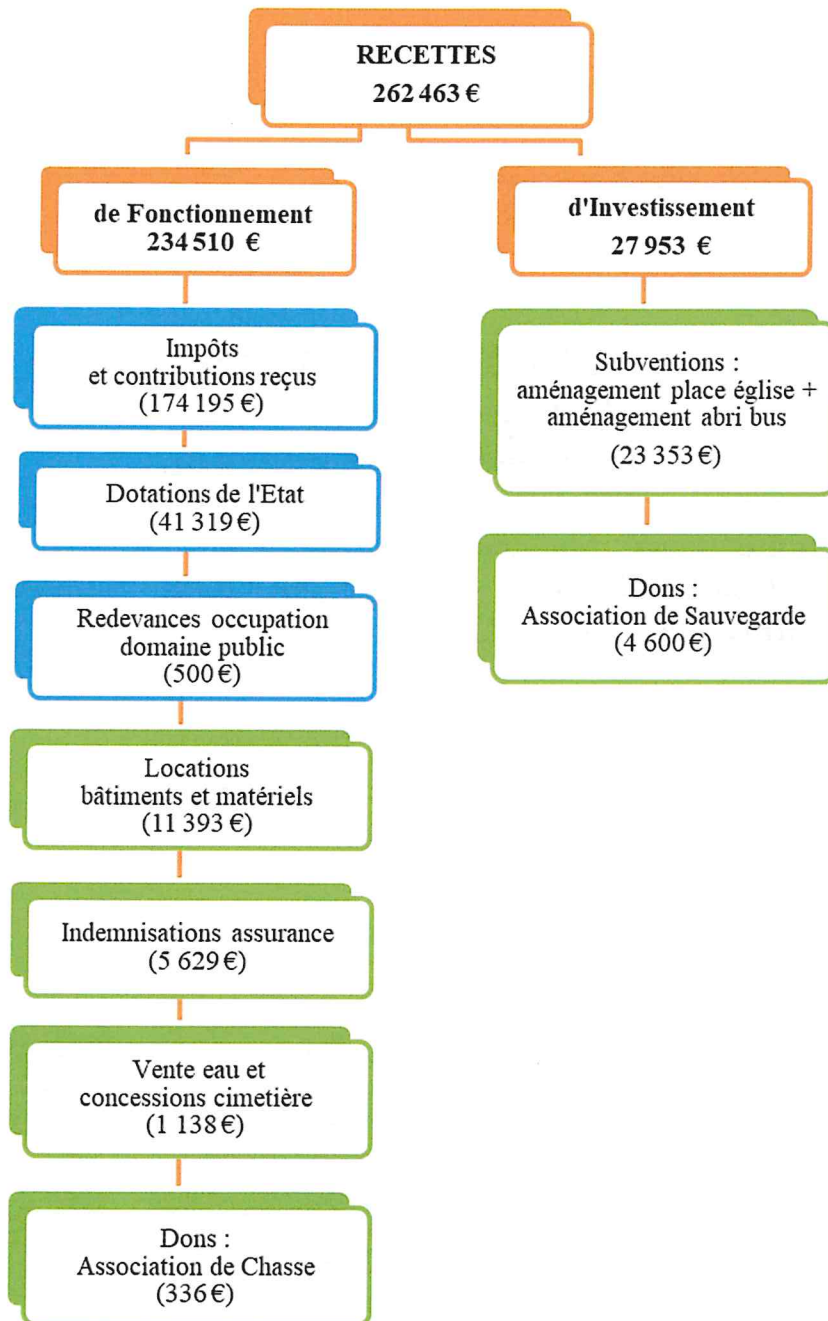 RECETTES
262 463 €
de Fonctionnement
234 510 €
Impôts
et contributions reçus
(174 195 €)
Dotations de l'Etat
(41 319 €)
Redevances occupation
domaine public
(500 €)
Locations
bâtiments et matériels
(11 393 €)
Indemnisations assurance
(5 629 €)
Vente eau et
concessions cimetière
(1 138 €)
Dons :
Association de Chasse
(336 €)
d'Investissement
27 953 €
Subventions :
aménagement place église +
aménagement abri bus
(23 353 €)
Dons :
Association de Sauvegarde
(4 600 €)